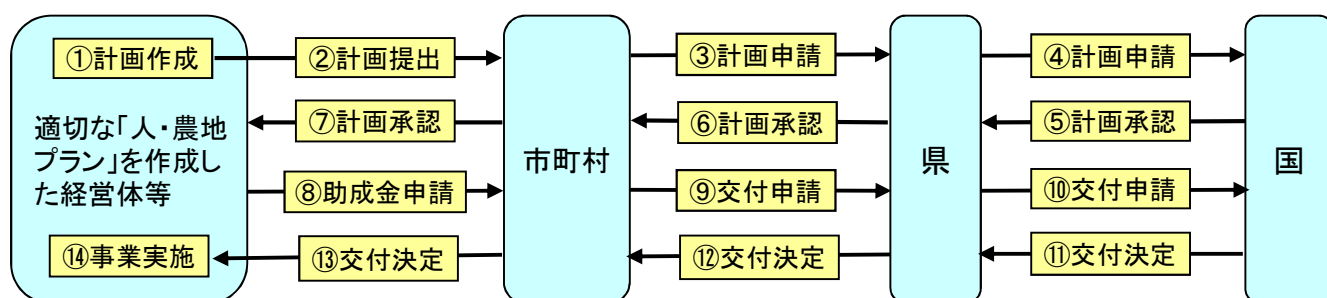 ①計画作成
②計画提出
③計画申請
④計画申請
⑦計画承認
⑥計画承認
⑤計画承認
適切な「人・農地
プラン」を作成し
た経営体等
市町村
県
国
⑧助成金申請
⑨交付申請
⑩交付申請
⑭事業実施
⑬交付決定
⑫交付決定
⑪交付決定